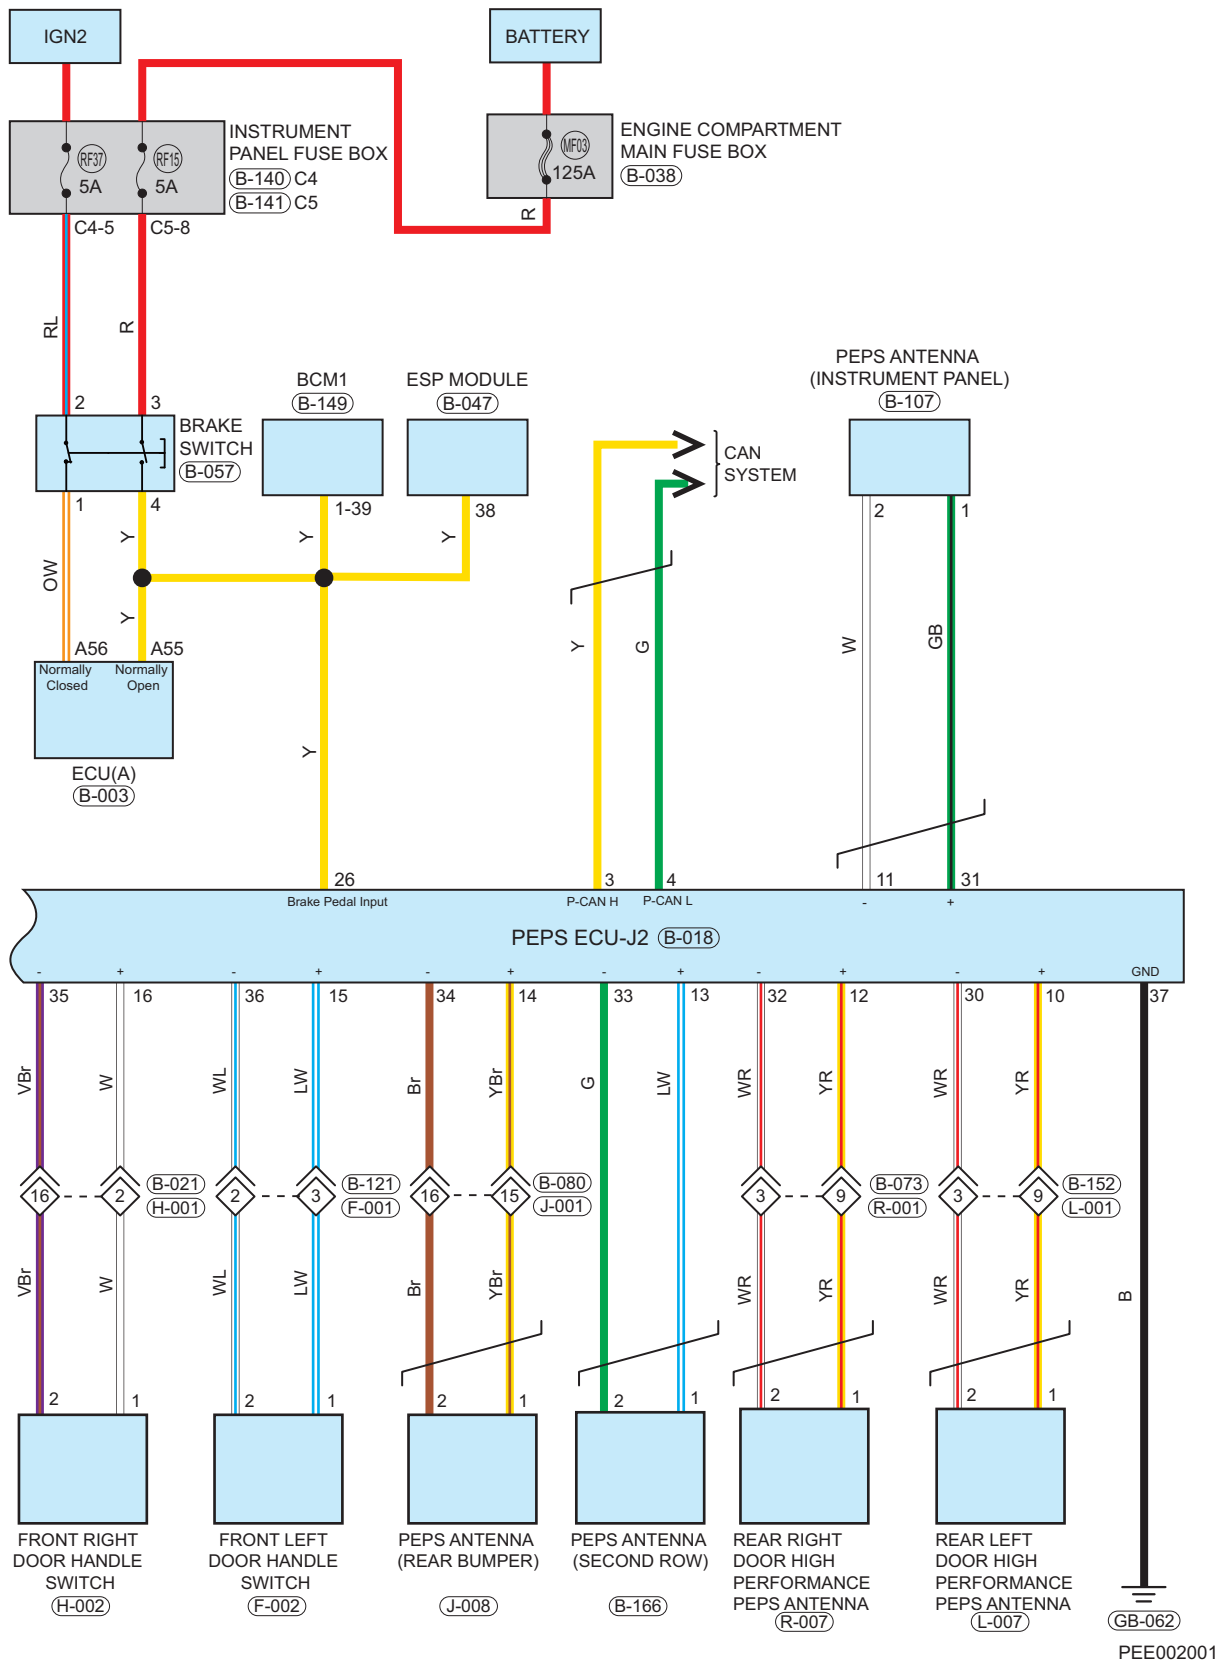 IGN2
BATTERY
RF37
5A
RF15
5A
INSTRUMENT
PANEL FUSE BOX
B-140 C4
B-141 C5
MF03
125A
ENGINE COMPARTMENT
MAIN FUSE BOX
B-038
R
C4-5
C5-8
RL
R
2
3
BRAKE
SWITCH
B-057
1
4
BCM1
B-149
1-39
ESP MODULE
B-047
38
CAN
SYSTEM
PEPS ANTENNA
(INSTRUMENT PANEL)
B-107
2
1
OW
Y
Y
Y
Y
A56
A55
Normally
Closed
Normally
Open
ECU(A)
B-003
Y
Y
G
W
GB
26
3
4
11
31
Brake Pedal Input
P-CAN H
P-CAN L
-
+
PEPS ECU-J2 B-018
- + - + - + - + - + - + GND
35 16 36 15 34 14 33 13 32 12 30 10 37
VBr W WL LW Br YBr G LW WR YR WR YR
16 2 B-021
H-001
2 3 B-121
F-001
16 15 B-080
J-001
3 9 B-073
R-001
3 9 B-152
L-001
VBr W WL LW Br YBr WR YR WR YR B
2 1 2 1 2 1 2 1 2 1 2 1
FRONT RIGHT
DOOR HANDLE
SWITCH
H-002
FRONT LEFT
DOOR HANDLE
SWITCH
F-002
PEPS ANTENNA
(REAR BUMPER)
J-008
PEPS ANTENNA
(SECOND ROW)
B-166
REAR RIGHT
DOOR HIGH
PERFORMANCE
PEPS ANTENNA
R-007
REAR LEFT
DOOR HIGH
PERFORMANCE
PEPS ANTENNA
L-007
GB-062
PEE002001